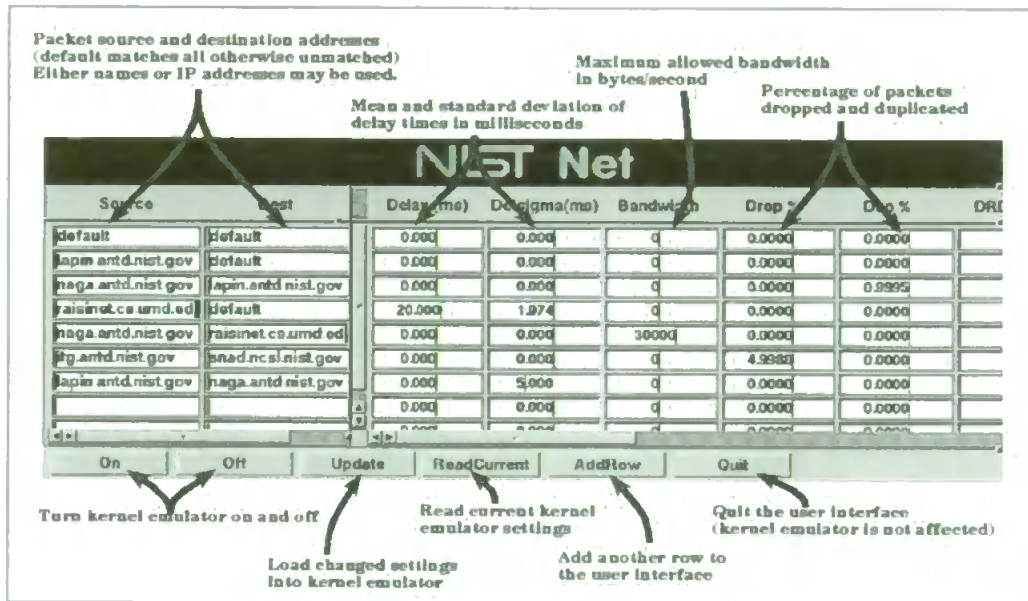 Packet source and destination addresses
(default matches all otherwise unmatched)
Either names or IP addresses may be used.
Maximum allowed bandwidth
in bytes/second
Percentage of packets
dropped and duplicated
Mean and standard deviation of
delay times in milliseconds
NIST Net
Source Dest Delay (ms) Delsigma(ms) Bandwidth Drop % Dup % DRD
default default 0.000 0.000 0 0.0000 0.0000
lapin.antd.nist.gov default 0.000 0.000 0 0.0000 0.0000
naga.antd.nist.gov lapin.antd.nist.gov 0.000 0.000 0 0.0000 0.9995
raisinet.cs.umd.ed default 20.000 1.974 0 0.0000 0.0000
naga.antd.nist.gov raisinet.cs.umd.ed 0.000 0.000 30000 0.0000 0.0000
itg.antd.nist.gov snad.ncsl.nist.gov 0.000 0.000 0 4.9980 0.0000
lapin.antd.nist.gov naga.antd.nist.gov 0.000 5.000 0 0.0000 0.0000
0.000 0.000 0 0.0000 0.0000
On Off Update ReadCurrent AddRow Quit
Turn kernel emulator on and off
Read current kernel
emulator settings
Quit the user interface
(kernel emulator is not affected)
Load changed settings
into kernel emulator
Add another row to
the user interface